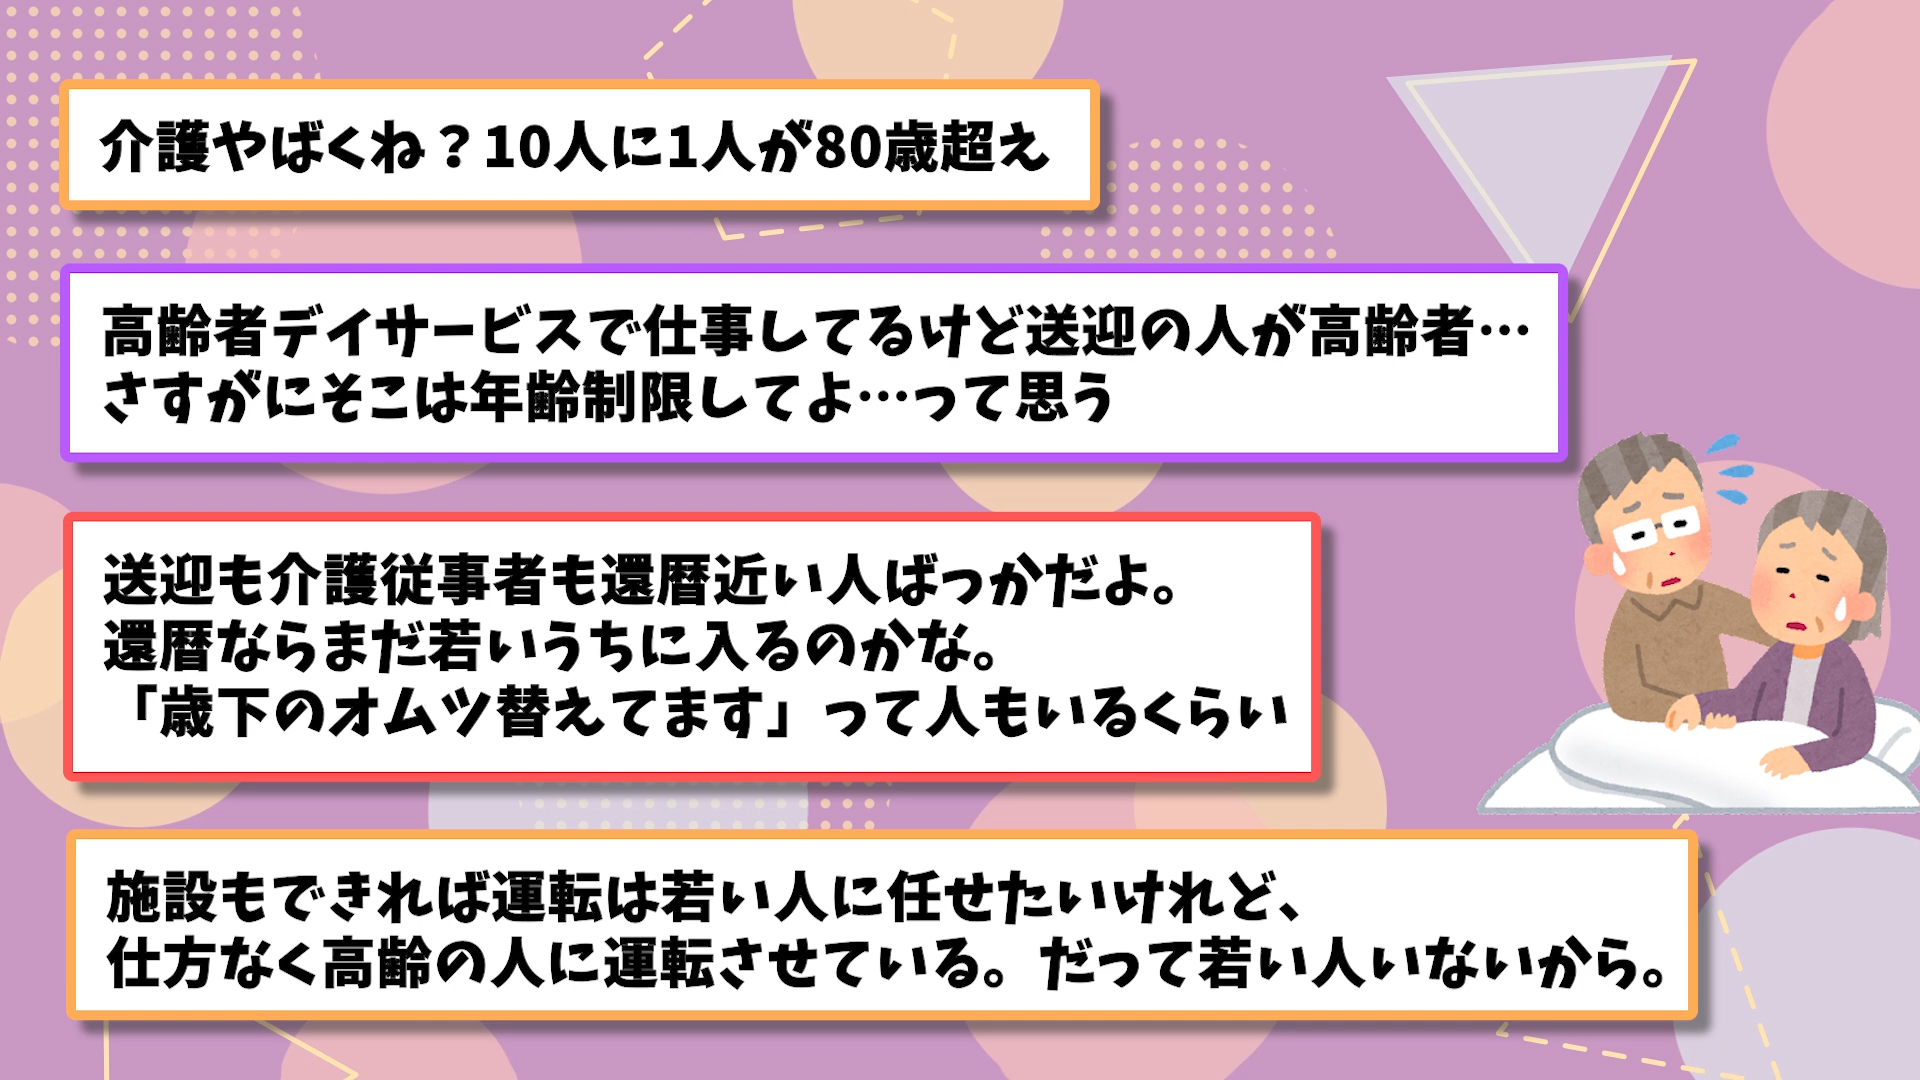 介護やばくね？10人に1人が80歳超え
高齢者デイサービスで仕事してるけど送迎の人が高齢者…
さすがにそこは年齢制限してよ…って思う
送迎も介護従事者も還暦近い人ばっかだよ。
還暦ならまだ若いうちに入るのかな。
「歳下のオムツ替えてます」って人もいるくらい
施設もできれば運転は若い人に任せたいけれど、
仕方なく高齢の人に運転させている。だって若い人いないから。